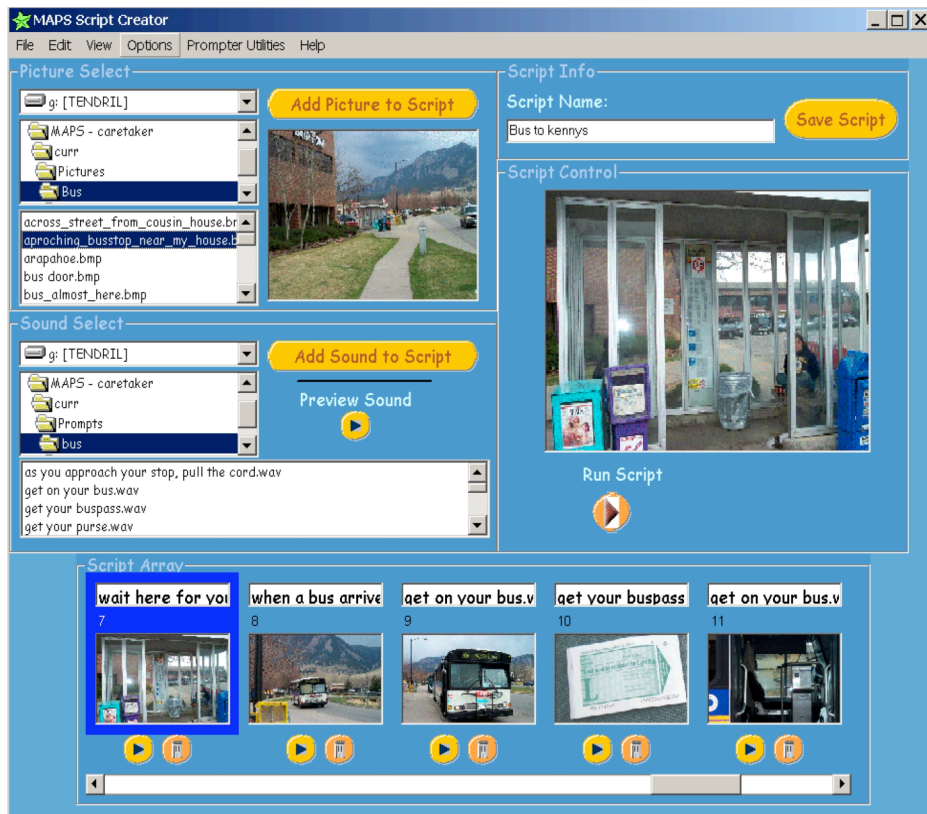 MAPS Script Creator
File Edit View Options Prompter Utilities Help
Picture Select
g: [TENDRIL]
Add Picture to Script
MAPS - caretaker
curr
Pictures
Bus
across_street_from_cousin_house.br
aproching_busstop_near_my_house.b
arapahoe.bmp
bus door.bmp
bus_almost_here.bmp
Sound Select
g: [TENDRIL]
Add Sound to Script
MAPS - caretaker
curr
Prompts
bus
Preview Sound
as you approach your stop, pull the cord.wav
get on your bus.wav
get your buspass.wav
get your purse.wav
Script Info
Script Name:
Bus to kennys
Save Script
Script Control
Run Script
Script Array
wait here for you
when a bus arrive
get on your bus.v
get your buspass
get on your bus.v
7
8
9
10
11